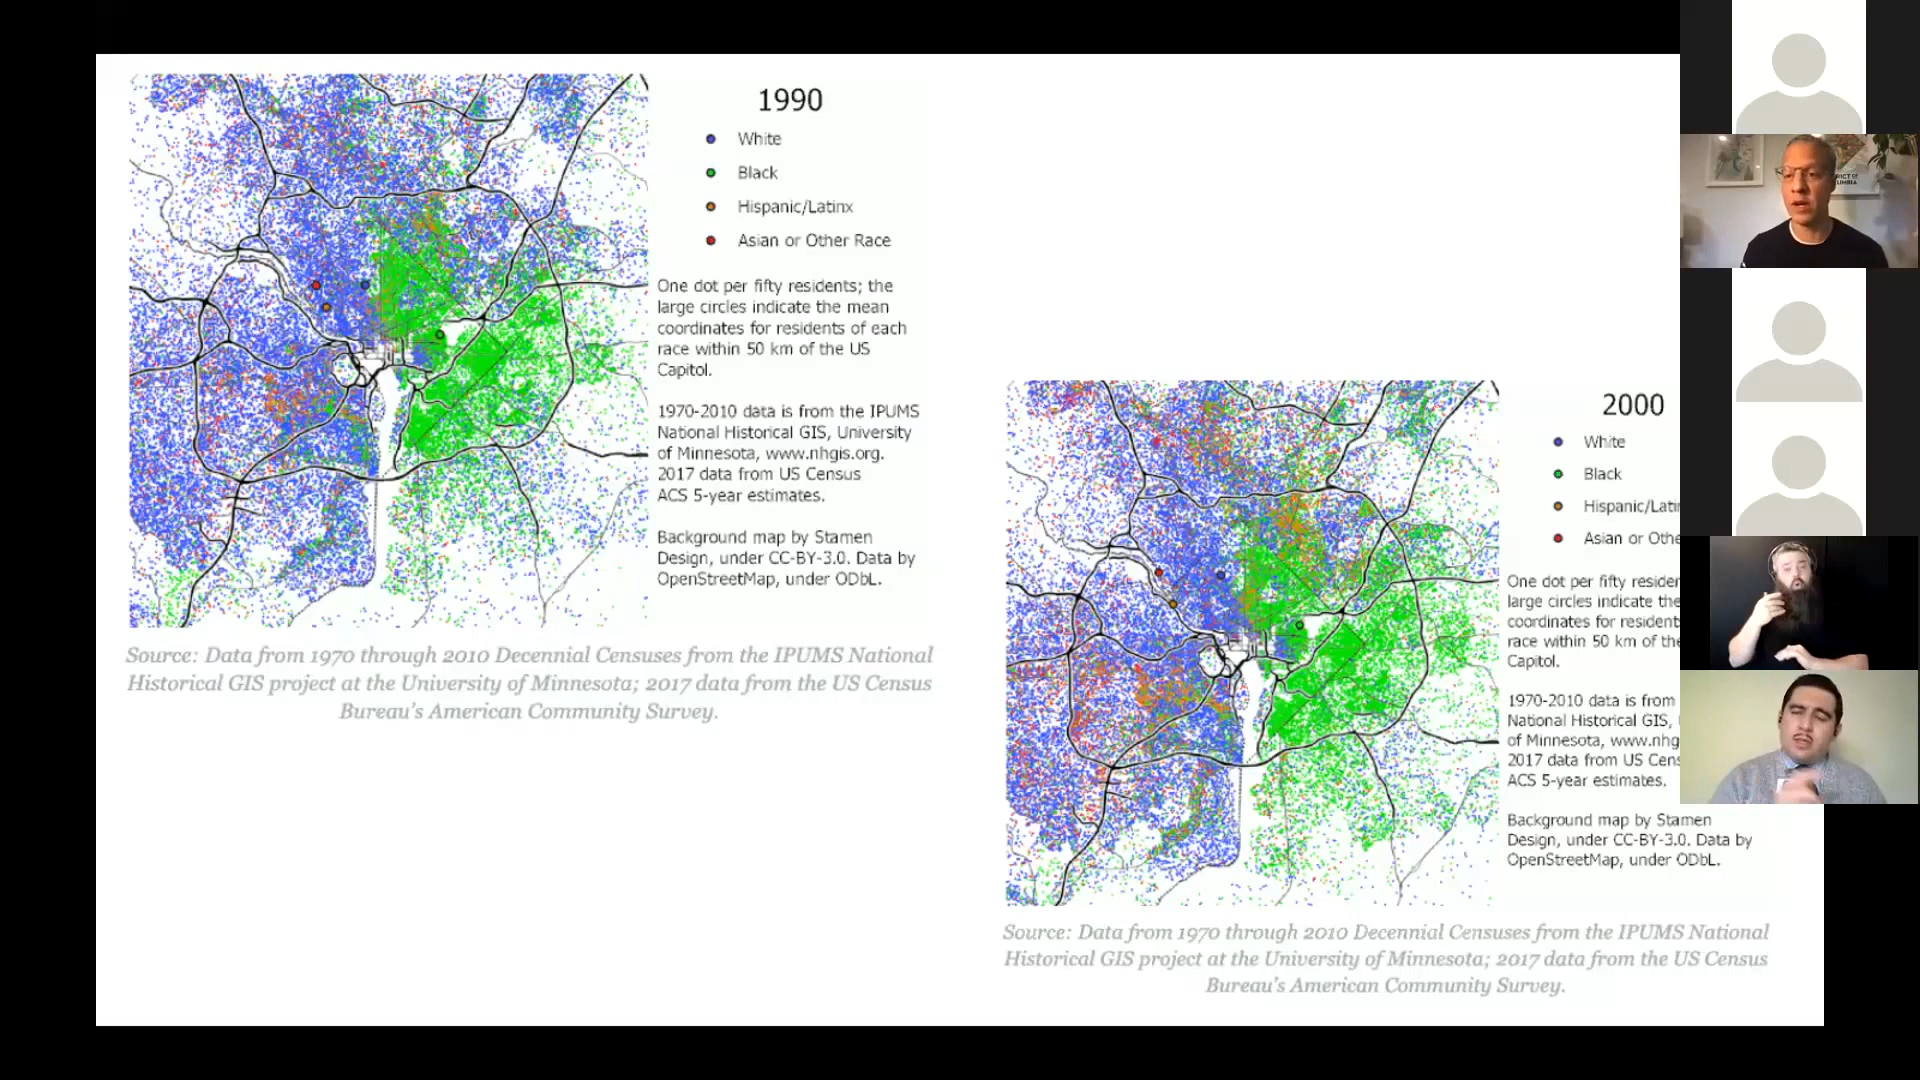 1990
White
Black
Hispanic/Latinx
Asian or Other Race
One dot per fifty residents; the
large circles indicate the mean
coordinates for residents of each
race within 50 km of the US
Capitol.
1970-2010 data is from the IPUMS
National Historical GIS, University
of Minnesota, www.nhgis.org.
2017 data from US Census
ACS 5-year estimates.
Background map by Stamen
Design, under CC-BY-3.0. Data by
OpenStreetMap, under ODbL.
Source: Data from 1970 through 2010 Decennial Censuses from the IPUMS National
Historical GIS project at the University of Minnesota; 2017 data from the US Census
Bureau's American Community Survey.
2000
White
Black
Hispanic/Lati
Asian or Othe
One dot per fifty resider
large circles indicate the
coordinates for resident
race within 50 km of the
Capitol.
1970-2010 data is from
National Historical GIS,
of Minnesota, www.nhg
2017 data from US Cens
ACS 5-year estimates.
Background map by Stamen
Design, under CC-BY-3.0. Data by
OpenStreetMap, under ODbL.
Source: Data from 1970 through 2010 Decennial Censuses from the IPUMS National
Historical GIS project at the University of Minnesota; 2017 data from the US Census
Bureau's American Community Survey.